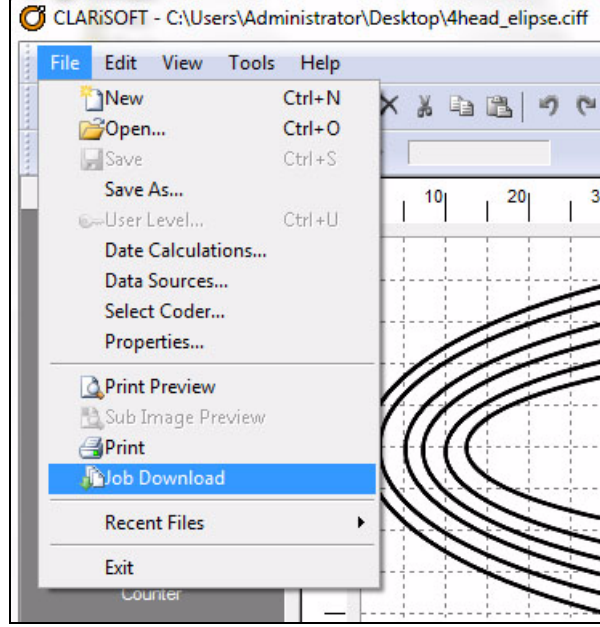 CLARiSOFT - C:\Users\Administrator\Desktop\4head_elipse.ciff
File Edit View Tools Help
New Ctrl+N
Open... Ctrl+O
Save Ctrl+S
Save As...
User Level... Ctrl+U
Date Calculations...
Data Sources...
Select Coder...
Properties...
Print Preview
Sub Image Preview
Print
Job Download
Recent Files
Exit
Counter
10 20 3